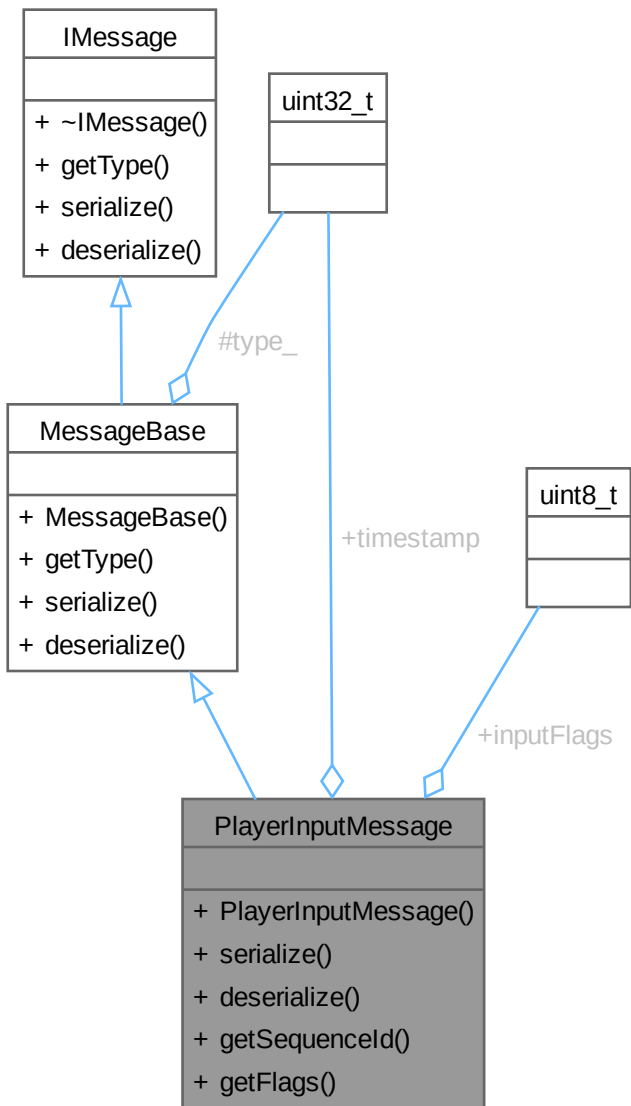 IMessage
+ ~IMessage()
+ getType()
+ serialize()
+ deserialize()
uint32_t
#type_
MessageBase
+ MessageBase()
+ getType()
+ serialize()
+ deserialize()
+timestamp
uint8_t
+inputFlags
PlayerInputMessage
+ PlayerInputMessage()
+ serialize()
+ deserialize()
+ getSequenceId()
+ getFlags()